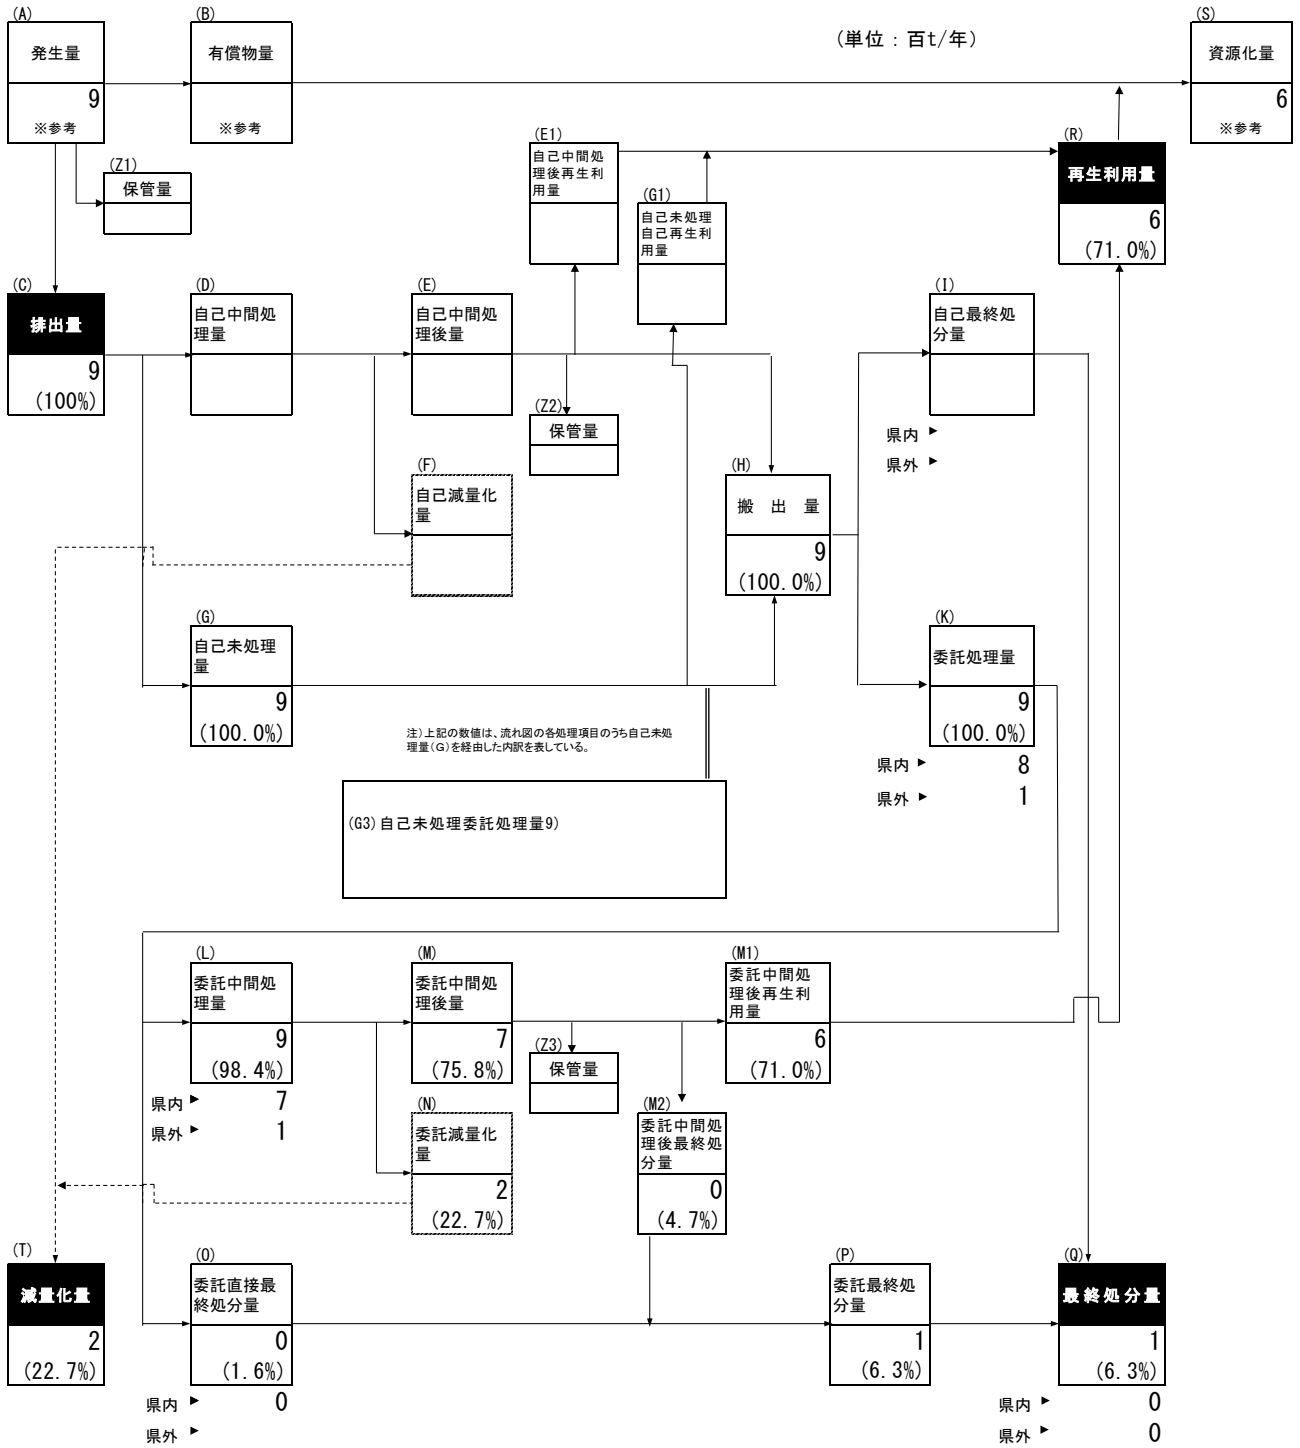 (A)
発生量
9
※参考
(B)
有償物量
※参考
(単位：百t/年)
(S)
資源化量
6
※参考
(Z1)
保管量
(E1)
自己中間処
理後再生利
用量
(G1)
自己未処理
自己再生利
用量
(R)
再生利用量
6
(71.0%)
(C)
排出量
9
(100%)
(D)
自己中間処
理量
(E)
自己中間処
理後量
(Z2)
保管量
(I)
自己最終処
分量
県内
県外
(F)
自己減量化
量
(H)
搬 出 量
9
(100.0%)
(G)
自己未処理
量
9
(100.0%)
(K)
委託処理量
9
(100.0%)
県内 8
県外 1
注)上記の数値は、流れ図の各処理項目のうち自己未処
理量(G)を経由した内訳を表している。
(G3)自己未処理委託処理量9)
(L)
委託中間処
理量
9
(98.4%)
県内 7
県外 1
(M)
委託中間処
理後量
7
(75.8%)
(Z3)
保管量
(M1)
委託中間処
理後再生利
用量
6
(71.0%)
(N)
委託減量化
量
2
(22.7%)
(M2)
委託中間処
理後最終処
分量
0
(4.7%)
(T)
減量化量
2
(22.7%)
(O)
委託直接最
終処分量
0
(1.6%)
県内 0
県外
(P)
委託最終処
分量
1
(6.3%)
(Q)
最終処分量
1
(6.3%)
県内 0
県外 0